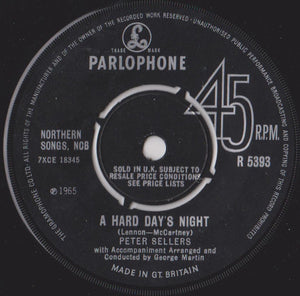 THE GRAMOPHONE CO. LTD. ALL RIGHTS OF THE MANUFACTURER AND OF THE OWNER OF THE RECORDED WORK RESERVED UNAUTHORISED PUBLIC PERFORMANCE BROADCASTING AND COPYING OF THIS RECORD PROHIBITED
TRADE MARK
PARLOPHONE
45 R.P.M.
NORTHERN
SONGS, NCB
7XCE 18345
R 5393
SOLD IN U.K. SUBJECT TO
RESALE PRICE CONDITIONS,
SEE PRICE LISTS
℗1965
A HARD DAY'S NIGHT
(Lennon—McCartney)
PETER SELLERS
with Accompaniment Arranged and
Conducted by George Martin
MADE IN GT. BRITAIN